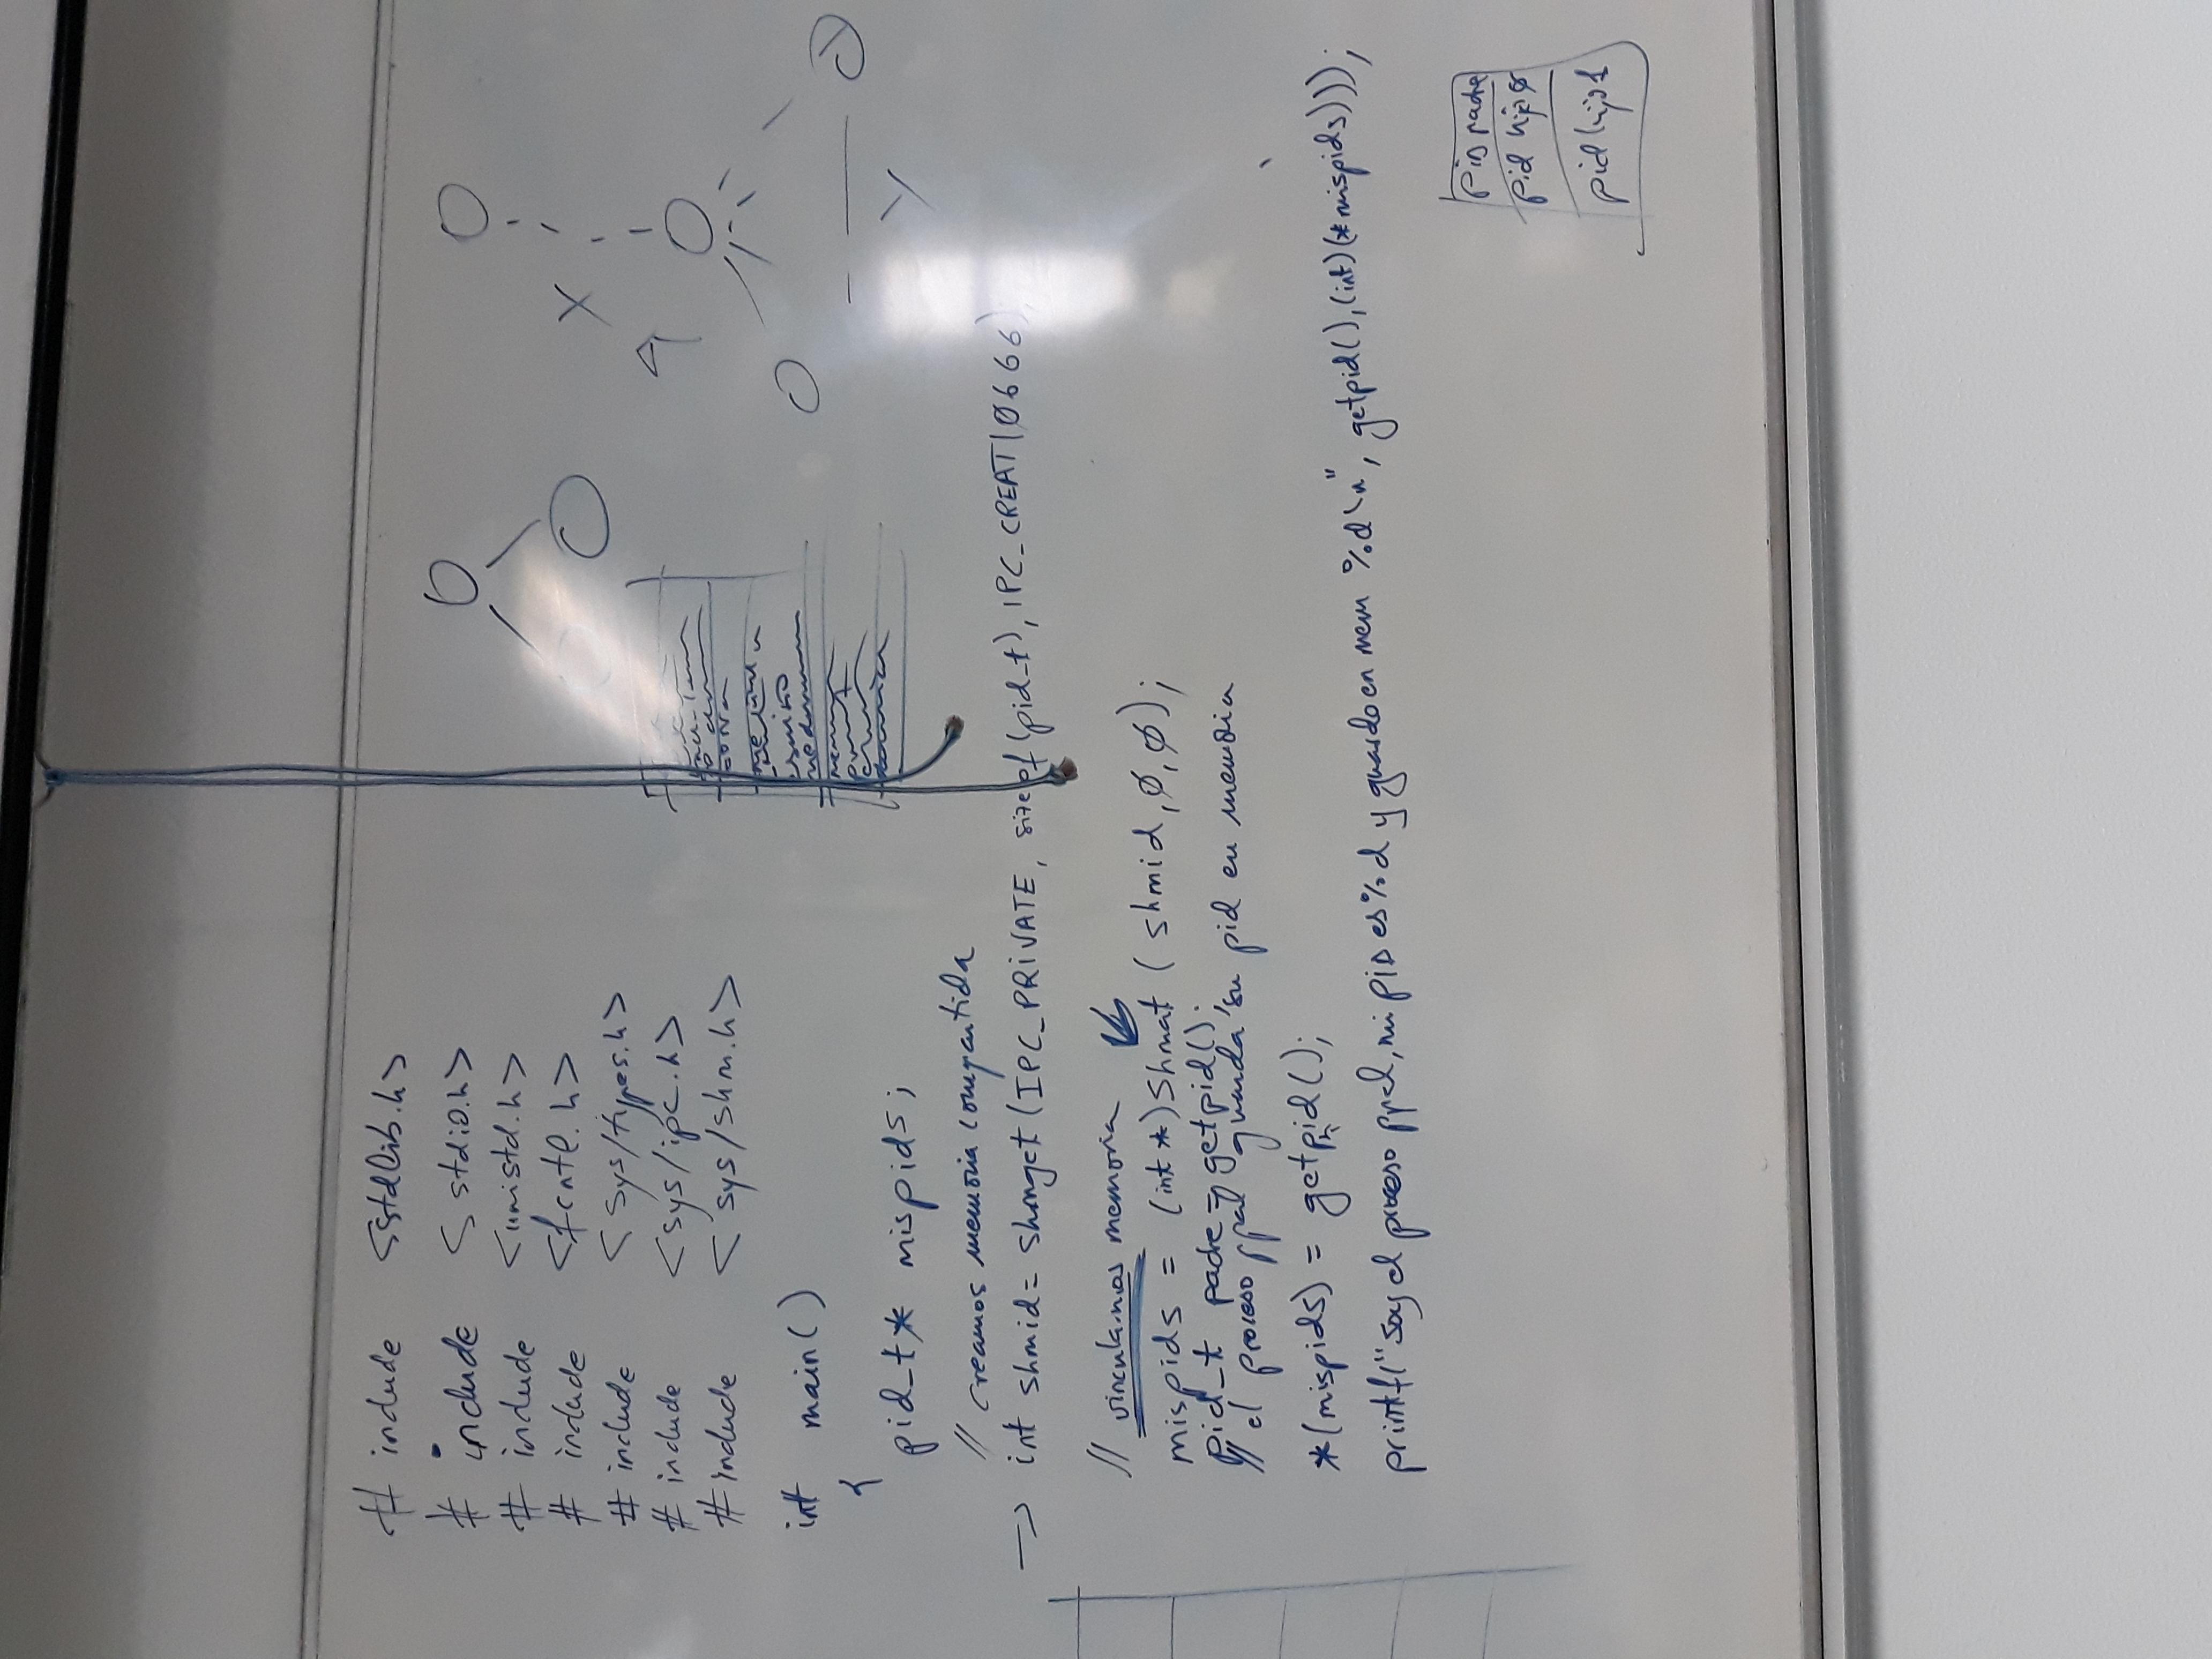 # include <stdlib.h>
# include <stdio.h>
# include <unistd.h>
# include <fcntl.h>
# include <sys/types.h>
# include <sys/ipc.h>
# include <sys/shm.h>
int main()
{
pid_t* mispids;
// creamos memoria compartida
-> int shmid= shmget (IPC_PRIVATE, sizeof(pid_t), IPC_CREAT|0666)
// vinculamos memoria
mispids = (int *)Shmat ( shmid,0,0);
pid_t padre = getpid();
// el proceso ppal guarda su pid en memoria
*(mispids) = getpid();
printf("soy el proceso ppal, mi pid es %d y guardo en mem %d\n", getpid(),(int)(*mispids)));
X
Y
pid padre
pid hijo 0
pid hijo 1